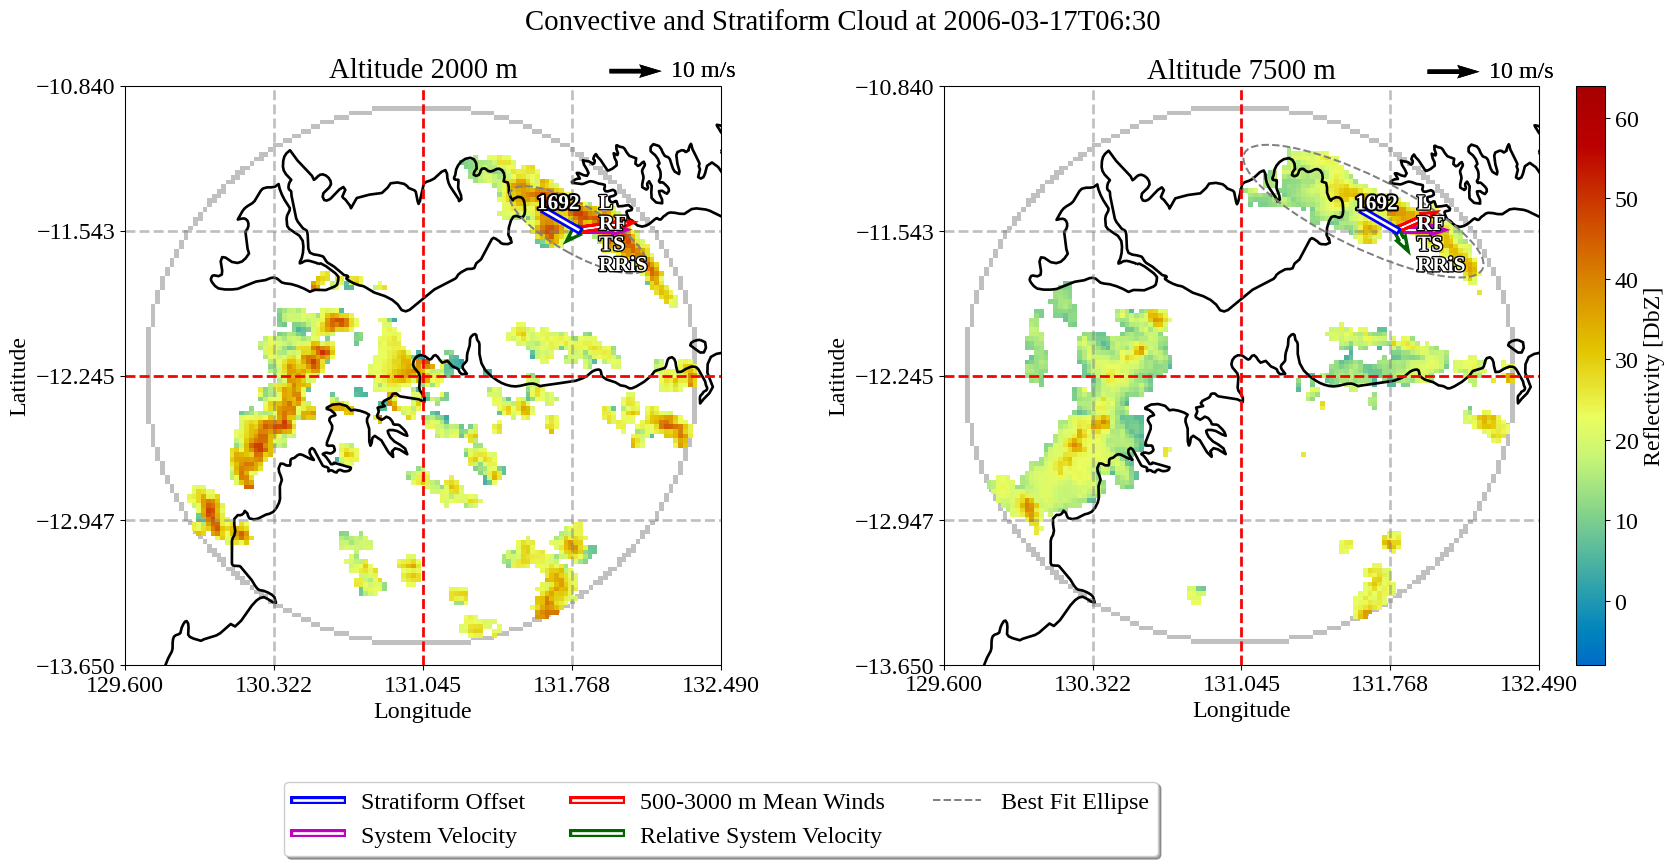 Convective and Stratiform Cloud at 2006-03-17T06:30
Altitude 2000 m
10 m/s
−10.840
−11.543
−12.245
−12.947
−13.650
Latitude
129.600
130.322
131.045
131.768
132.490
Longitude
1692
L
RF
TS
RRiS
Altitude 7500 m
10 m/s
−10.840
−11.543
−12.245
−12.947
−13.650
Latitude
129.600
130.322
131.045
131.768
132.490
Longitude
1692
L
RF
TS
RRiS
60
50
40
30
20
10
0
Reflectivity [DbZ]
Stratiform Offset
System Velocity
500-3000 m Mean Winds
Relative System Velocity
Best Fit Ellipse